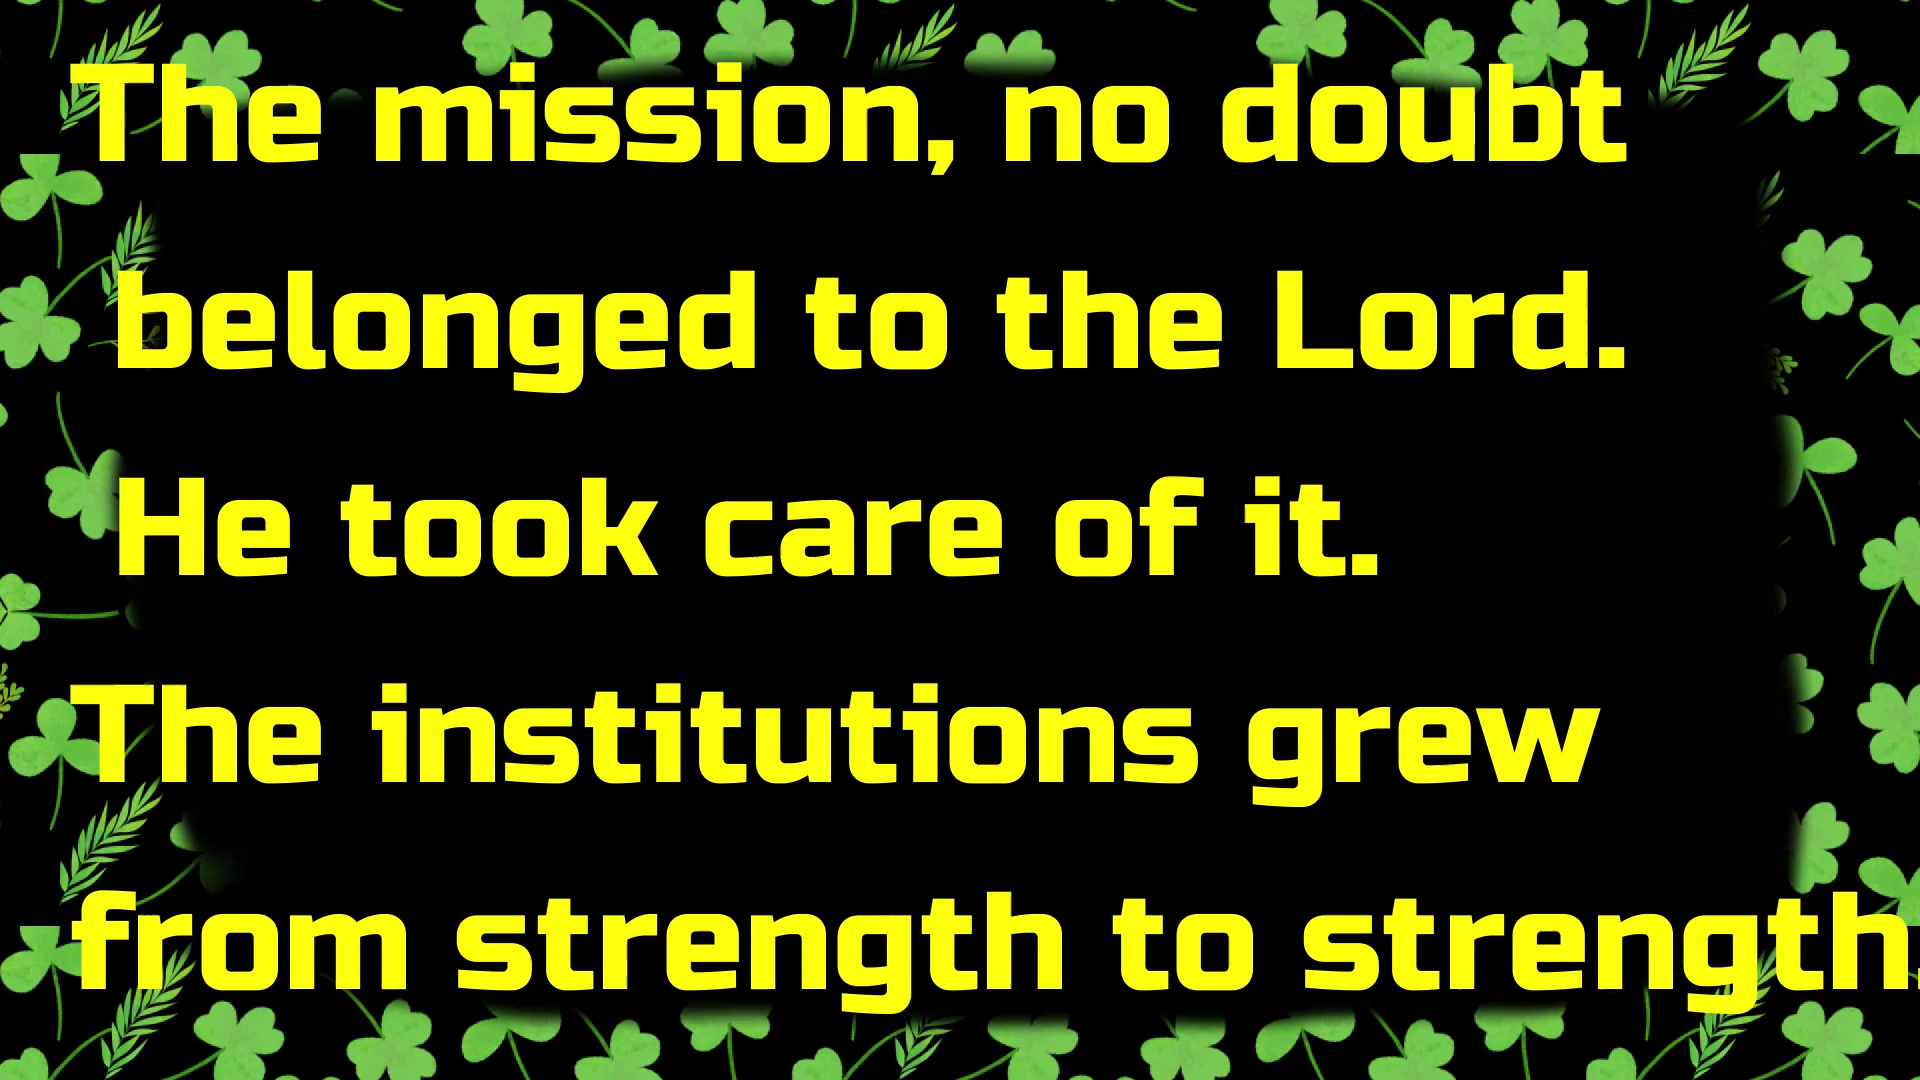 The mission, no doubt
belonged to the Lord.
He took care of it.
The institutions grew
from strength to strength.